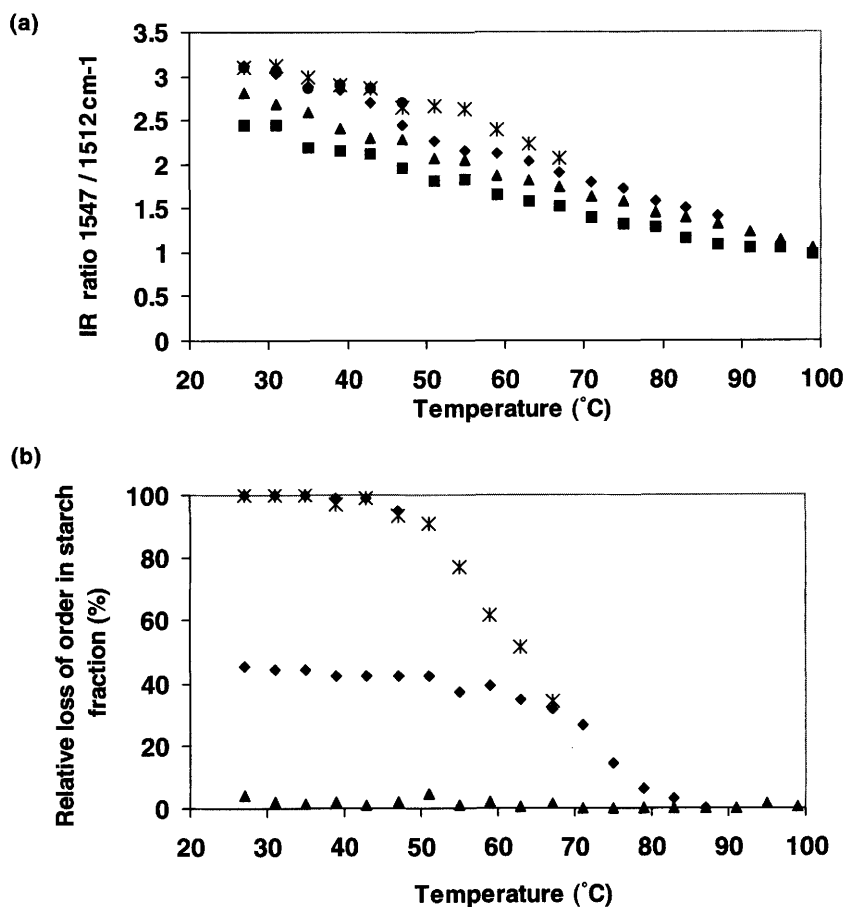 (a)
IR ratio 1547 / 1512cm-1
3.5
3
2.5
2
1.5
1
0.5
0
20 30 40 50 60 70 80 90 100
Temperature (°C)
(b)
Relative loss of order in starch
fraction (%)
100
80
60
40
20
0
20 30 40 50 60 70 80 90 100
Temperature (°C)